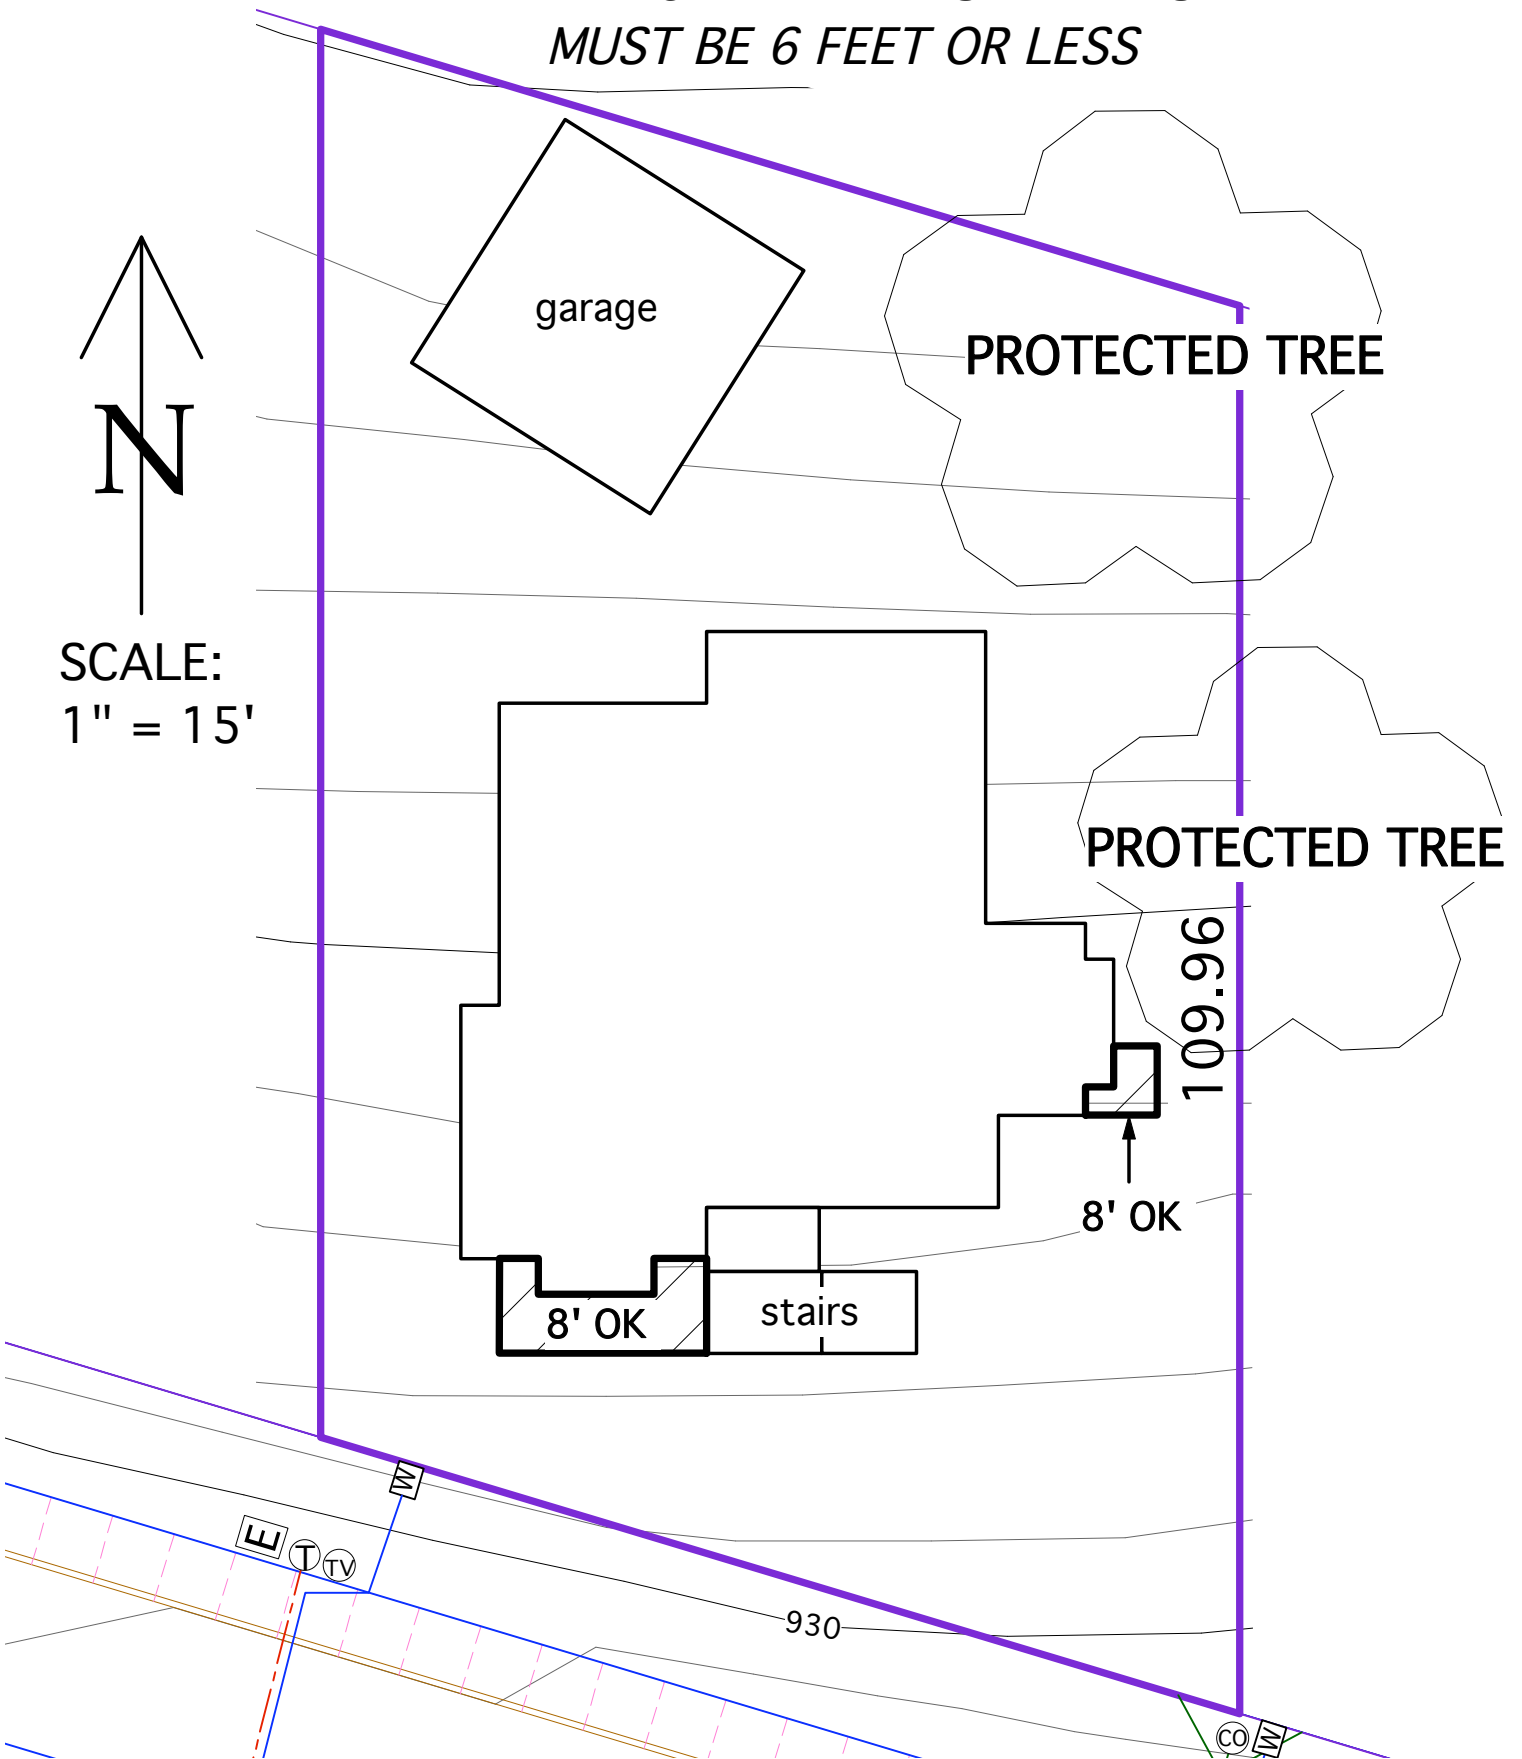 MUST BE 6 FEET OR LESS
garage
PROTECTED TREE
N
SCALE:
1" = 15'
PROTECTED TREE
109.96
8' OK
8' OK
stairs
W
E
T
TV
930
CO
W